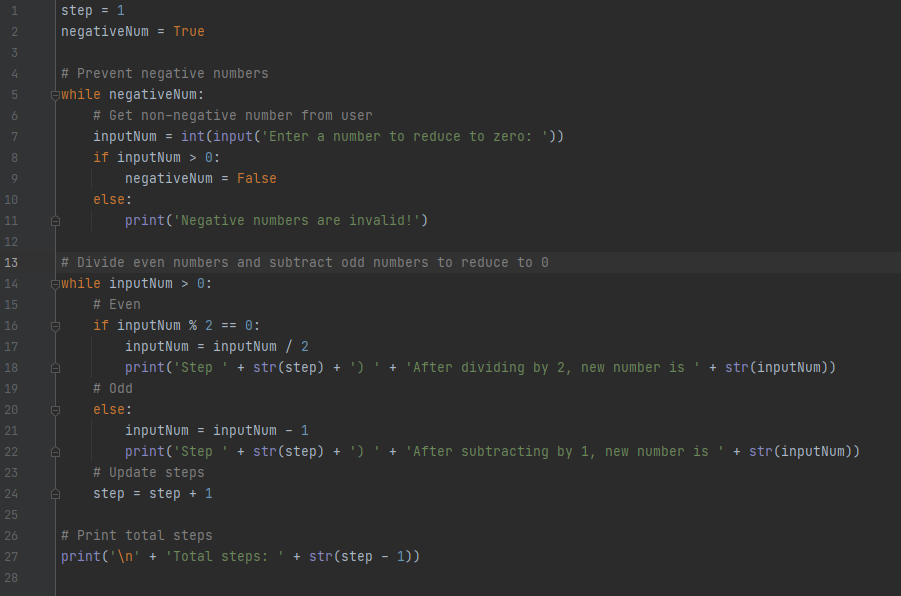 1 step = 1
2 negativeNum = True
3
4 # Prevent negative numbers
5 while negativeNum:
6     # Get non-negative number from user
7     inputNum = int(input('Enter a number to reduce to zero: '))
8     if inputNum > 0:
9         negativeNum = False
10     else:
11         print('Negative numbers are invalid!')
12
13 # Divide even numbers and subtract odd numbers to reduce to 0
14 while inputNum > 0:
15     # Even
16     if inputNum % 2 == 0:
17         inputNum = inputNum / 2
18         print('Step ' + str(step) + ') ' + 'After dividing by 2, new number is ' + str(inputNum))
19     # Odd
20     else:
21         inputNum = inputNum - 1
22         print('Step ' + str(step) + ') ' + 'After subtracting by 1, new number is ' + str(inputNum))
23     # Update steps
24     step = step + 1
25
26 # Print total steps
27 print('\n' + 'Total steps: ' + str(step - 1))
28